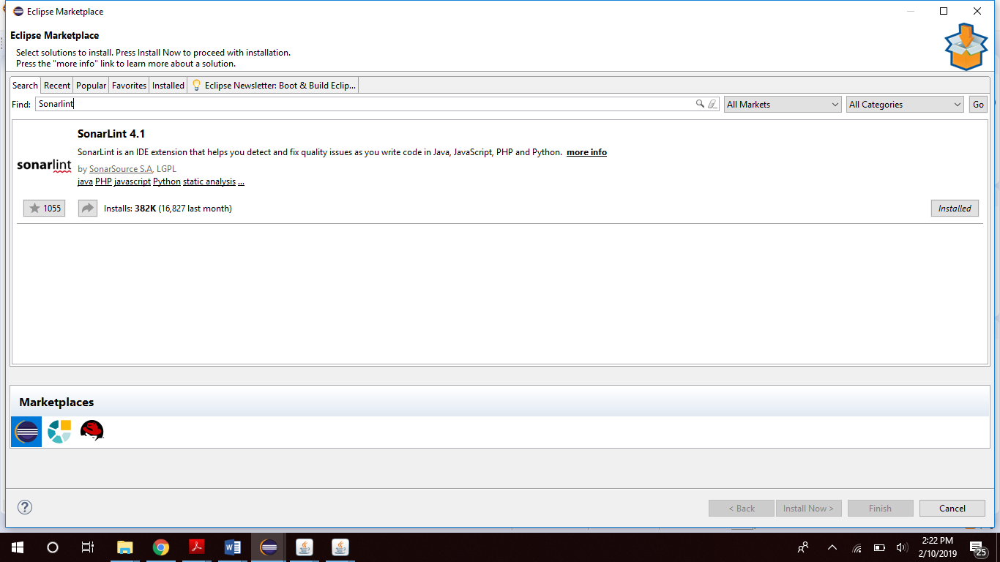 Eclipse Marketplace
Eclipse Marketplace
Select solutions to install. Press Install Now to proceed with installation.
Press the "more info" link to learn more about a solution.
Search Recent Popular Favorites Installed Eclipse Newsletter: Boot & Build Eclip...
Find: Sonarlint All Markets All Categories Go
SonarLint 4.1
SonarLint is an IDE extension that helps you detect and fix quality issues as you write code in Java, JavaScript, PHP and Python. more info
sonarlint
by SonarSource S.A, LGPL
java PHP javascript Python static analysis ...
1055 Installs: 382K (16,827 last month) Installed
Marketplaces
? < Back Install Now > Finish Cancel
2:22 PM
2/10/2019
25